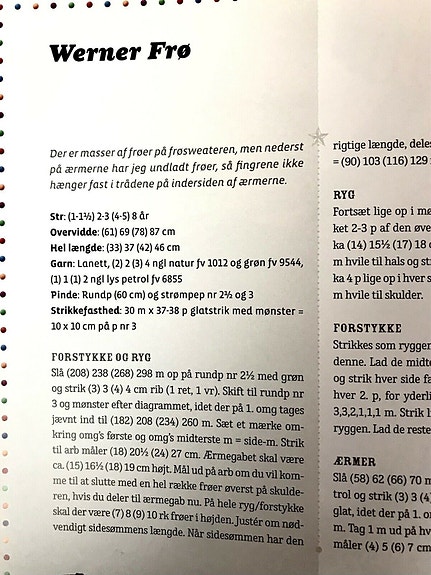 Werner Frø
Der er masser af frøer på frøsweateren, men nederst
på ærmerne har jeg undladt frøer, så fingrene ikke
hænger fast i trådene på indersiden af ærmerne.
Str: (1-1½) 2-3 (4-5) 8 år
Overvidde: (61) 69 (78) 87 cm
Hel længde: (33) 37 (42) 46 cm
Garn: Lanett, (2) 2 (3) 4 ngl natur fv 1012 og grøn fv 9544,
(1) 1 (1) 2 ngl lys petrol fv 6855
Pinde: Rundp (60 cm) og strømpep nr 2½ og 3
Strikkefasthed: 30 m x 37-38 p glatstrik med mønster =
10 x 10 cm på p nr 3
FORSTYKKE OG RYG
Slå (208) 238 (268) 298 m op på rundp nr 2½ med grøn
og strik (3) 3 (4) 4 cm rib (1 ret, 1 vr). Skift til rundp nr
3 og mønster efter diagrammet, idet der på 1. omg tages
jævnt ind til (182) 208 (234) 260 m. Sæt et mærke om-
kring omg's første og omg's midterste m = side-m. Strik
til arb måler (18) 20½ (24) 27 cm. Ærmegabet skal være
ca. (15) 16½ (18) 19 cm højt. Mål ud på arb om du vil kom-
me til at slutte med en hel række frøer øverst på skulde-
ren, hvis du deler til ærmegab nu. På hele ryg/forstykke
skal der være (7) 8 (9) 10 rk frøer i højden. Justér om nød-
vendigt sidesømmens længde. Når sidesømmen har den
rigtige længde, deles
= (90) 103 (116) 129
RYG
Fortsæt lige op i mø
ket 2-3 p af den øve
ka (14) 15½ (17) 18
m hvile til hals og str
ka 4 p lige op i hver s
m hvile til skulder.
FORSTYKKE
Strikkes som ryggen
denne. Lad de midte
og strik hver side fa
hver 2. p, for yderli
3,3,2,1,1,1 m. Strik l
ryggen. Lad de reste
ÆRMER
Slå (58) 62 (66) 70 m
trol og strik (3) 3 (4
glat, idet der på 1. o
m. Tag 1 m ud på hv
måler (4) 5 (6) 7 cm